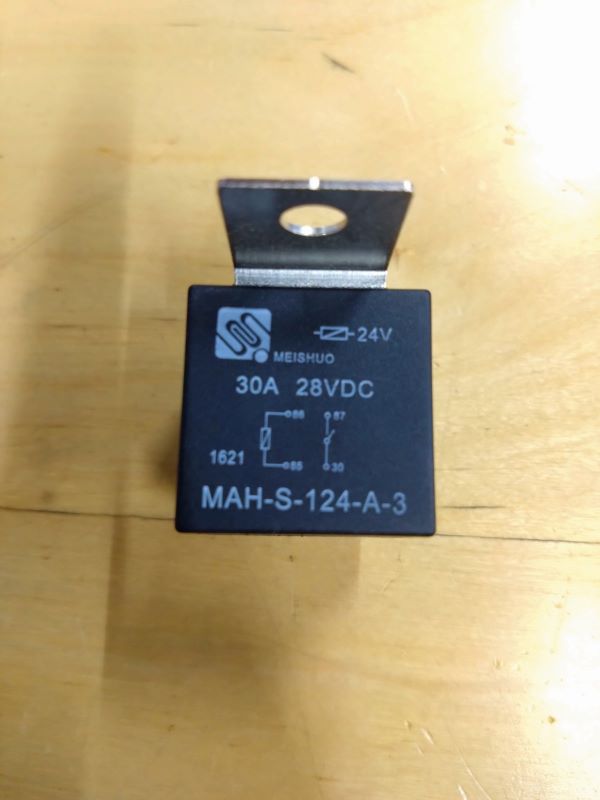 24V
MEISHUO
30A 28VDC
86 87
1621
85 30
MAH-S-124-A-3